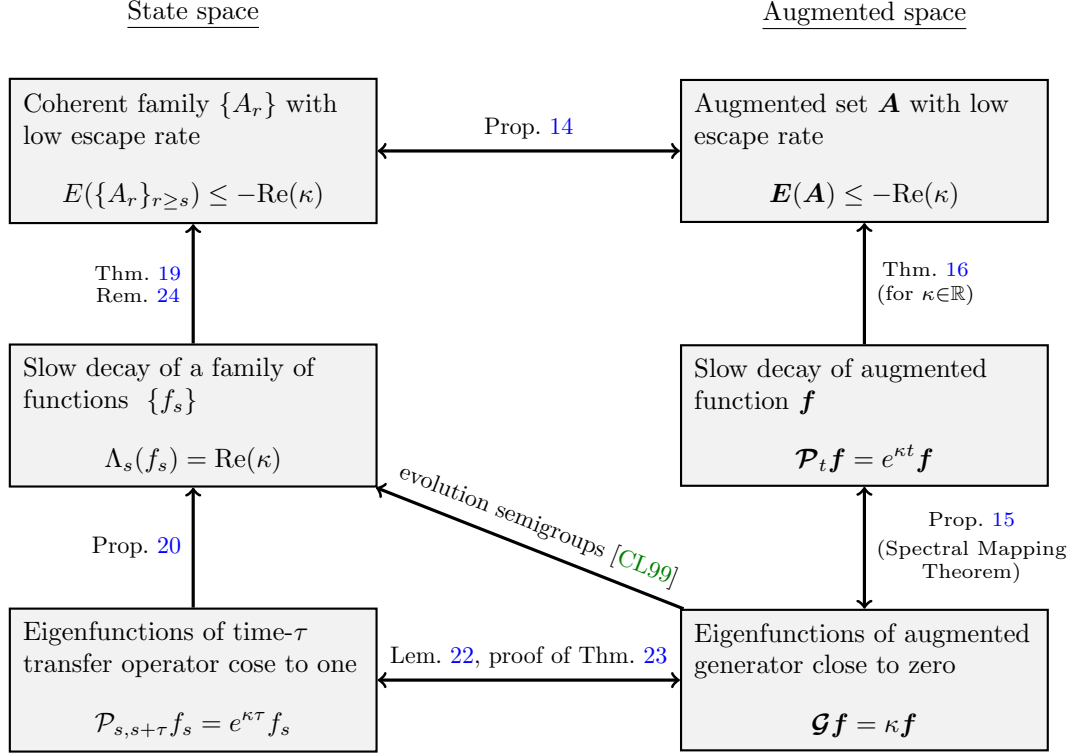 State space
Augmented space
Coherent family {A_r} with
low escape rate
E({A_r}_{r≥s}) ≤ −Re(κ)
Prop. 14
Augmented set A with low
escape rate
E(A) ≤ −Re(κ)
Thm. 19
Rem. 24
Thm. 16
(for κ∈ℝ)
Slow decay of a family of
functions {f_s}
Λ_s(f_s) = Re(κ)
Slow decay of augmented
function f
𝒫_t f = e^{κt} f
evolution semigroups [CL99]
Prop. 20
Prop. 15
(Spectral Mapping
Theorem)
Eigenfunctions of time-τ
transfer operator cose to one
𝒫_{s,s+τ} f_s = e^{κτ} f_s
Lem. 22, proof of Thm. 23
Eigenfunctions of augmented
generator close to zero
𝒢f = κf